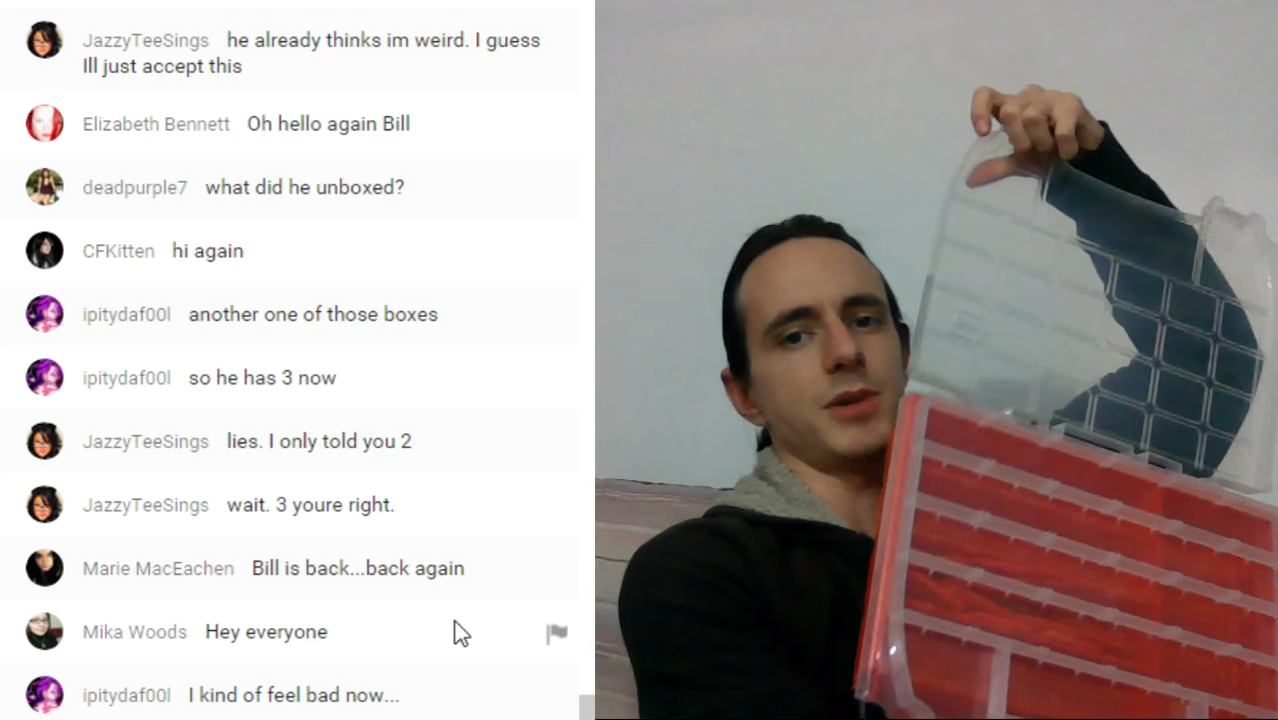 JazzyTeeSings he already thinks im weird. I guess
Ill just accept this
Elizabeth Bennett Oh hello again Bill
deadpurple7 what did he unboxed?
CFKitten hi again
ipitydaf00l another one of those boxes
ipitydaf00l so he has 3 now
JazzyTeeSings lies. I only told you 2
JazzyTeeSings wait. 3 youre right.
Marie MacEachen Bill is back...back again
Mika Woods Hey everyone
ipitydaf00l I kind of feel bad now...